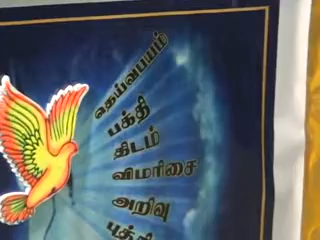 தெய்வபயம்
பக்தி
திடம்
விமரிசை
அறிவு
புத்தி